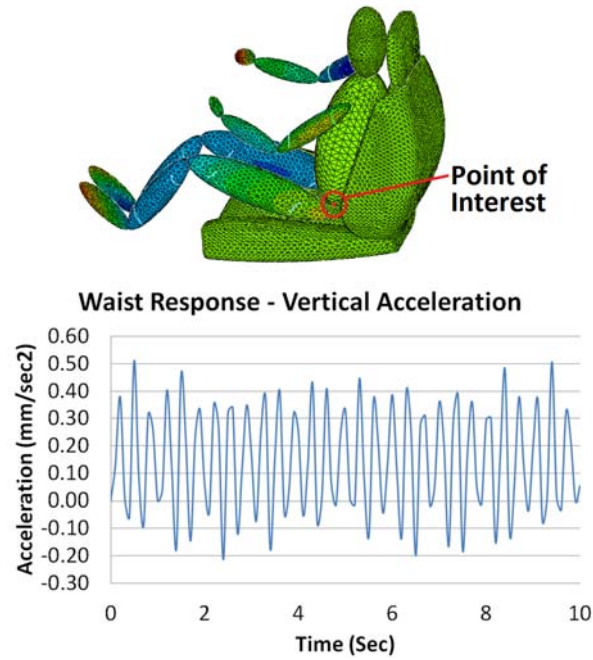 Point of
Interest
Waist Response - Vertical Acceleration
Acceleration (mm/sec2)
0.60
0.50
0.40
0.30
0.20
0.10
0.00
-0.10
-0.20
-0.30
0 2 4 6 8 10
Time (Sec)